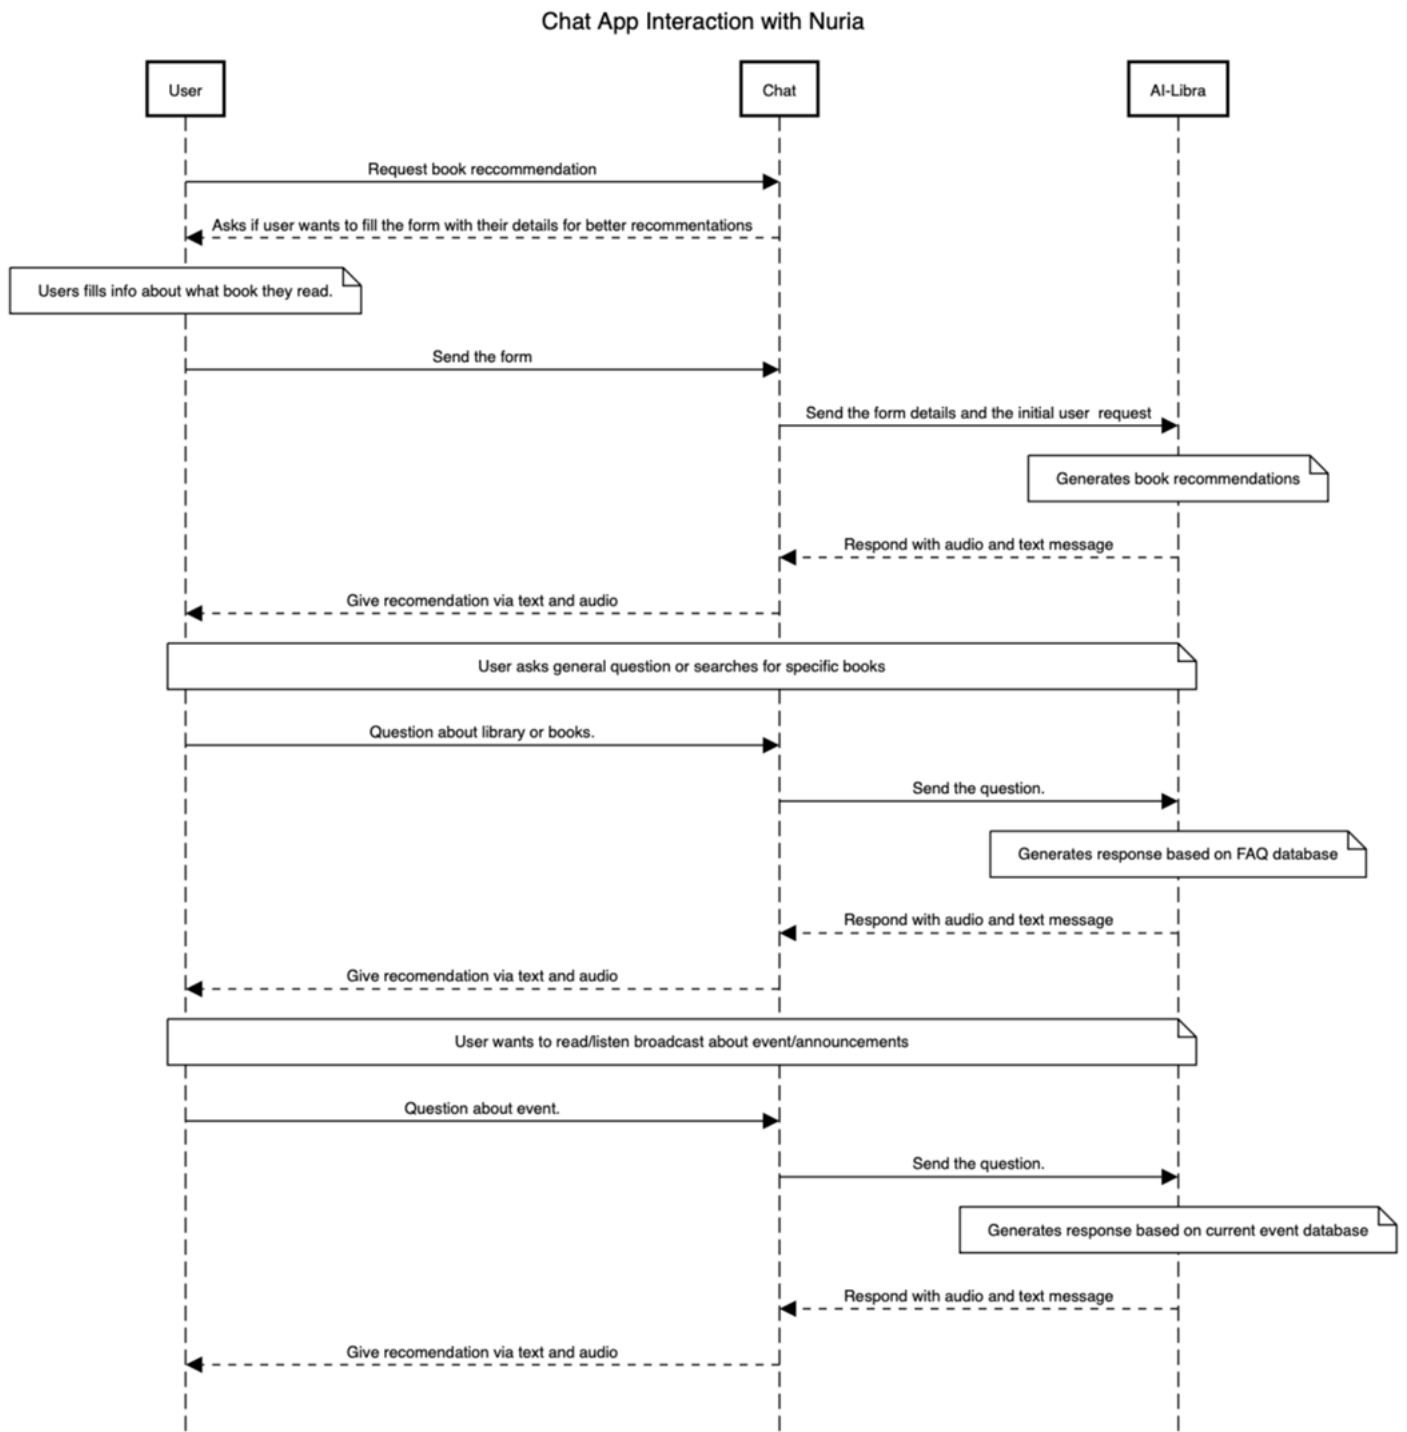 Chat App Interaction with Nuria
User
Chat
AI-Libra
Request book reccommendation
Asks if user wants to fill the form with their details for better recommentations
Users fills info about what book they read.
Send the form
Send the form details and the initial user  request
Generates book recommendations
Respond with audio and text message
Give recomendation via text and audio
User asks general question or searches for specific books
Question about library or books.
Send the question.
Generates response based on FAQ database
Respond with audio and text message
Give recomendation via text and audio
User wants to read/listen broadcast about event/announcements
Question about event.
Send the question.
Generates response based on current event database
Respond with audio and text message
Give recomendation via text and audio